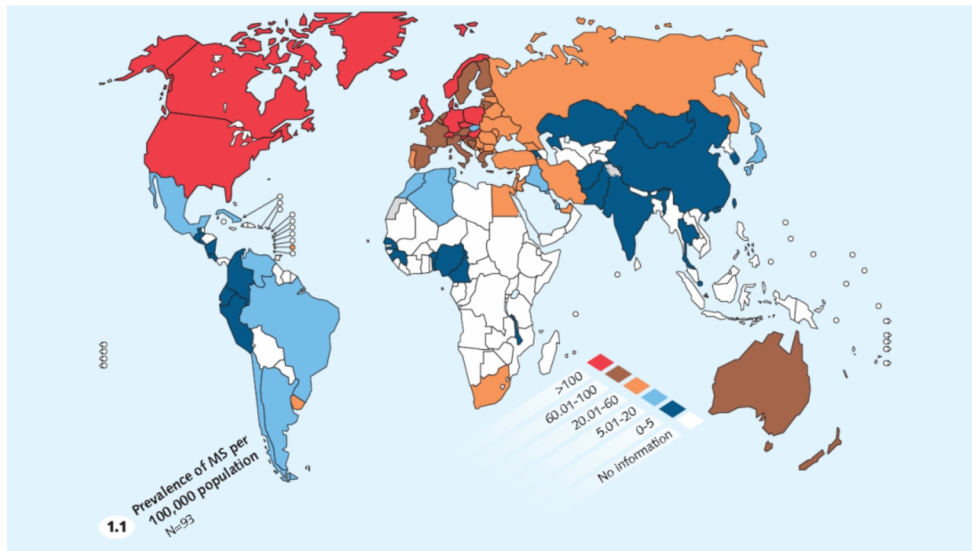 >100
60.01-100
20.01-60
5.01-20
0-5
No information
Prevalence of MS per
100,000 population
1.1
N=93